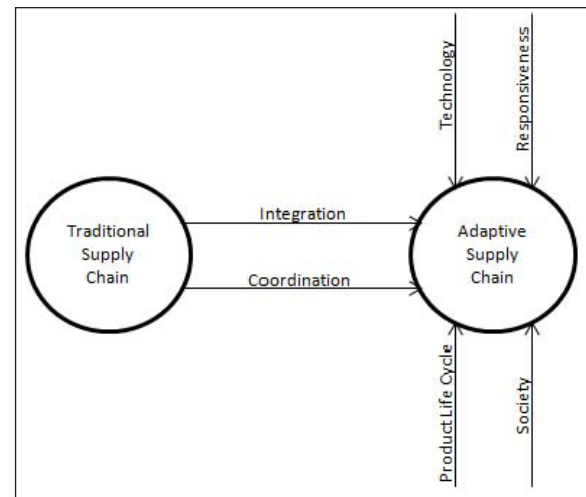 Technology
Responsiveness
Traditional
Supply
Chain
Integration
Coordination
Adaptive
Supply
Chain
Product Life Cycle
Society